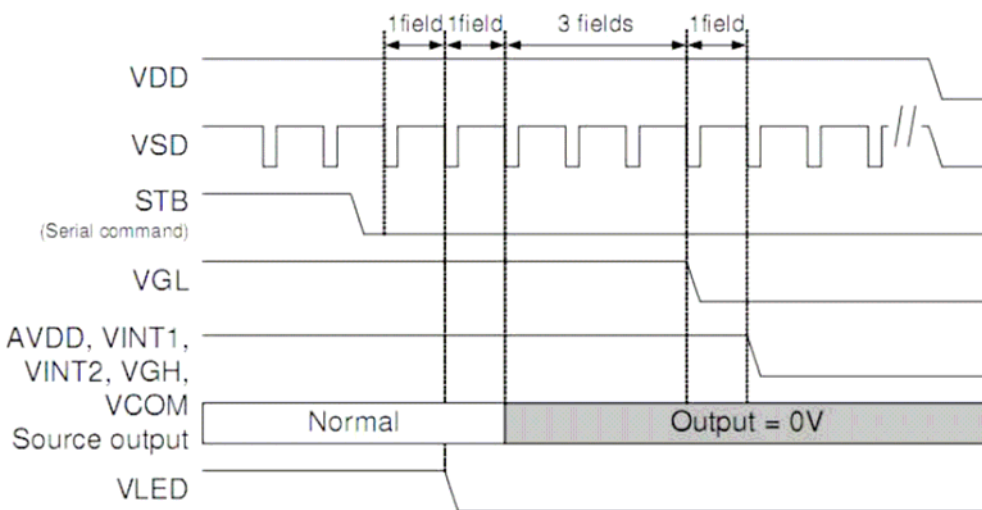 1field 1field 3 fields 1field
VDD
VSD
STB
(Serial command)
VGL
AVDD, VINT1,
VINT2, VGH,
VCOM
Source output
Normal
Output = 0V
VLED